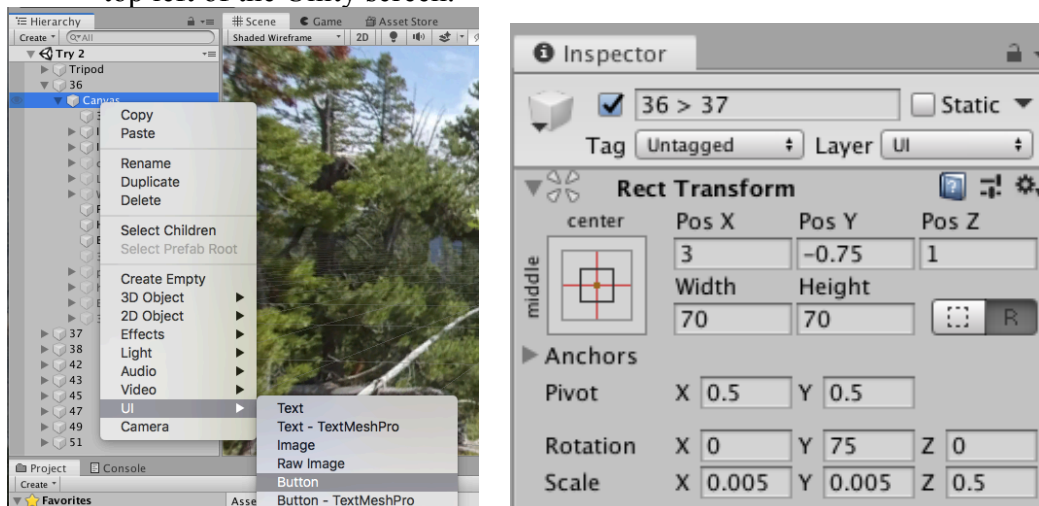 top left of the Unity screen.
Hierarchy
Create
All
Try 2
Tripod
36
Canvas
37
38
42
43
45
47
49
51
Copy
Paste
Rename
Duplicate
Delete
Select Children
Select Prefab Root
Create Empty
3D Object
2D Object
Effects
Light
Audio
Video
UI
Camera
Text
Text - TextMeshPro
Image
Raw Image
Button
Button - TextMeshPro
Scene Game Asset Store
Shaded Wireframe 2D
Project Console
Create
Favorites
Asse
Inspector
36 > 37 Static
Tag Untagged Layer UI
Rect Transform
center Pos X Pos Y Pos Z
3 -0.75 1
middle Width Height
70 70 R
Anchors
Pivot X 0.5 Y 0.5
Rotation X 0 Y 75 Z 0
Scale X 0.005 Y 0.005 Z 0.5